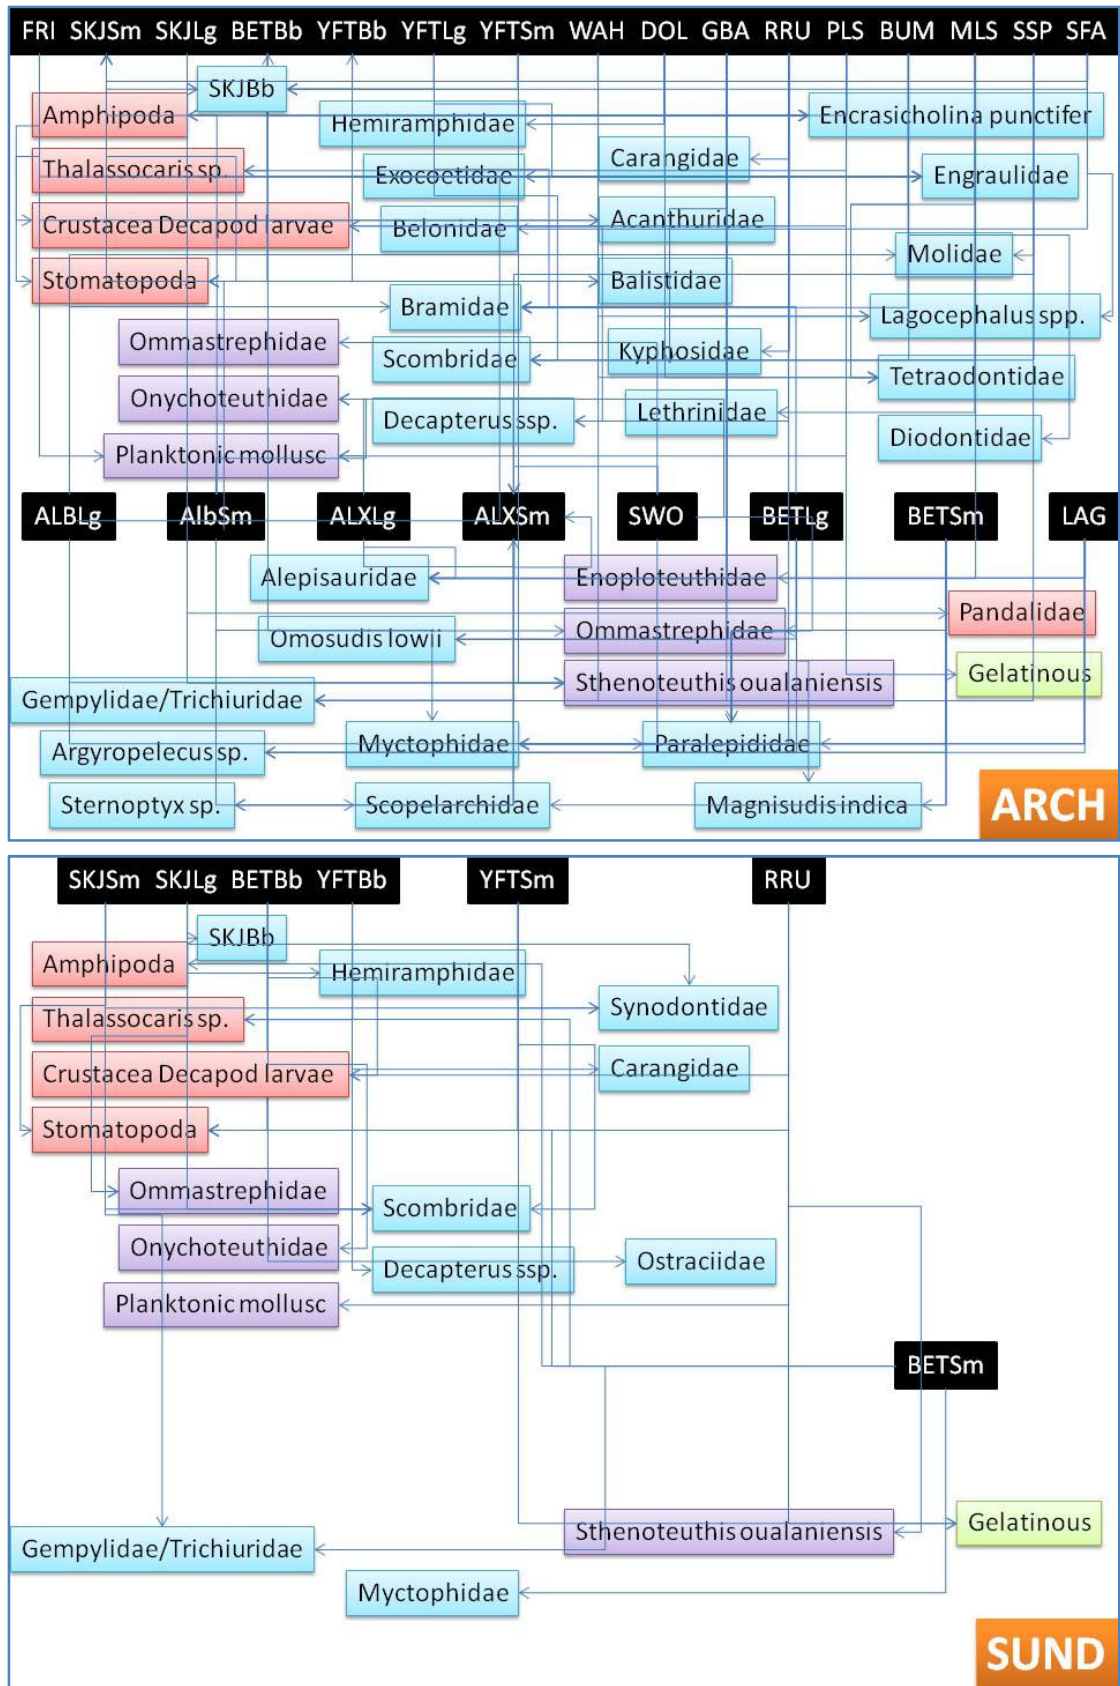 FRI SKJSm SKJLg BETBb YFTBb YFTLg YFTSm WAH DOL GBA RRU PLS BUM MLS SSP SFA
SKJBb
Amphipoda Hemiramphidae Encrasicholina punctifer
Thalassocaris sp. Exocoetidae Carangidae Engraulidae
Crustacea Decapod larvae Belonidae Acanthuridae
Molidae
Stomatopoda Balistidae
Bramidae Lagocephalus spp.
Ommastrephidae Scombridae Kyphosidae
Tetraodontidae
Onychoteuthidae Decapterus ssp. Lethrinidae
Planktonic mollusc Diodontidae
ALBLg AlbSm ALXLg ALXSm SWO BETLg BETSm LAG
Alepisauridae Enoploteuthidae
Pandalidae
Omosudis lowii Ommastrephidae
Gempylidae/Trichiuridae Sthenoteuthis oualaniensis Gelatinous
Argyropelecus sp. Myctophidae Paralepididae
Sternoptyx sp. Scopelarchidae Magnisudis indica
ARCH
SKJSm SKJLg BETBb YFTBb YFTSm RRU
SKJBb
Amphipoda Hemiramphidae
Thalassocaris sp. Synodontidae
Crustacea Decapod larvae Carangidae
Stomatopoda
Ommastrephidae Scombridae
Onychoteuthidae Decapterus ssp. Ostraciidae
Planktonic mollusc
BETSm
Gempylidae/Trichiuridae Sthenoteuthis oualaniensis Gelatinous
Myctophidae
SUND